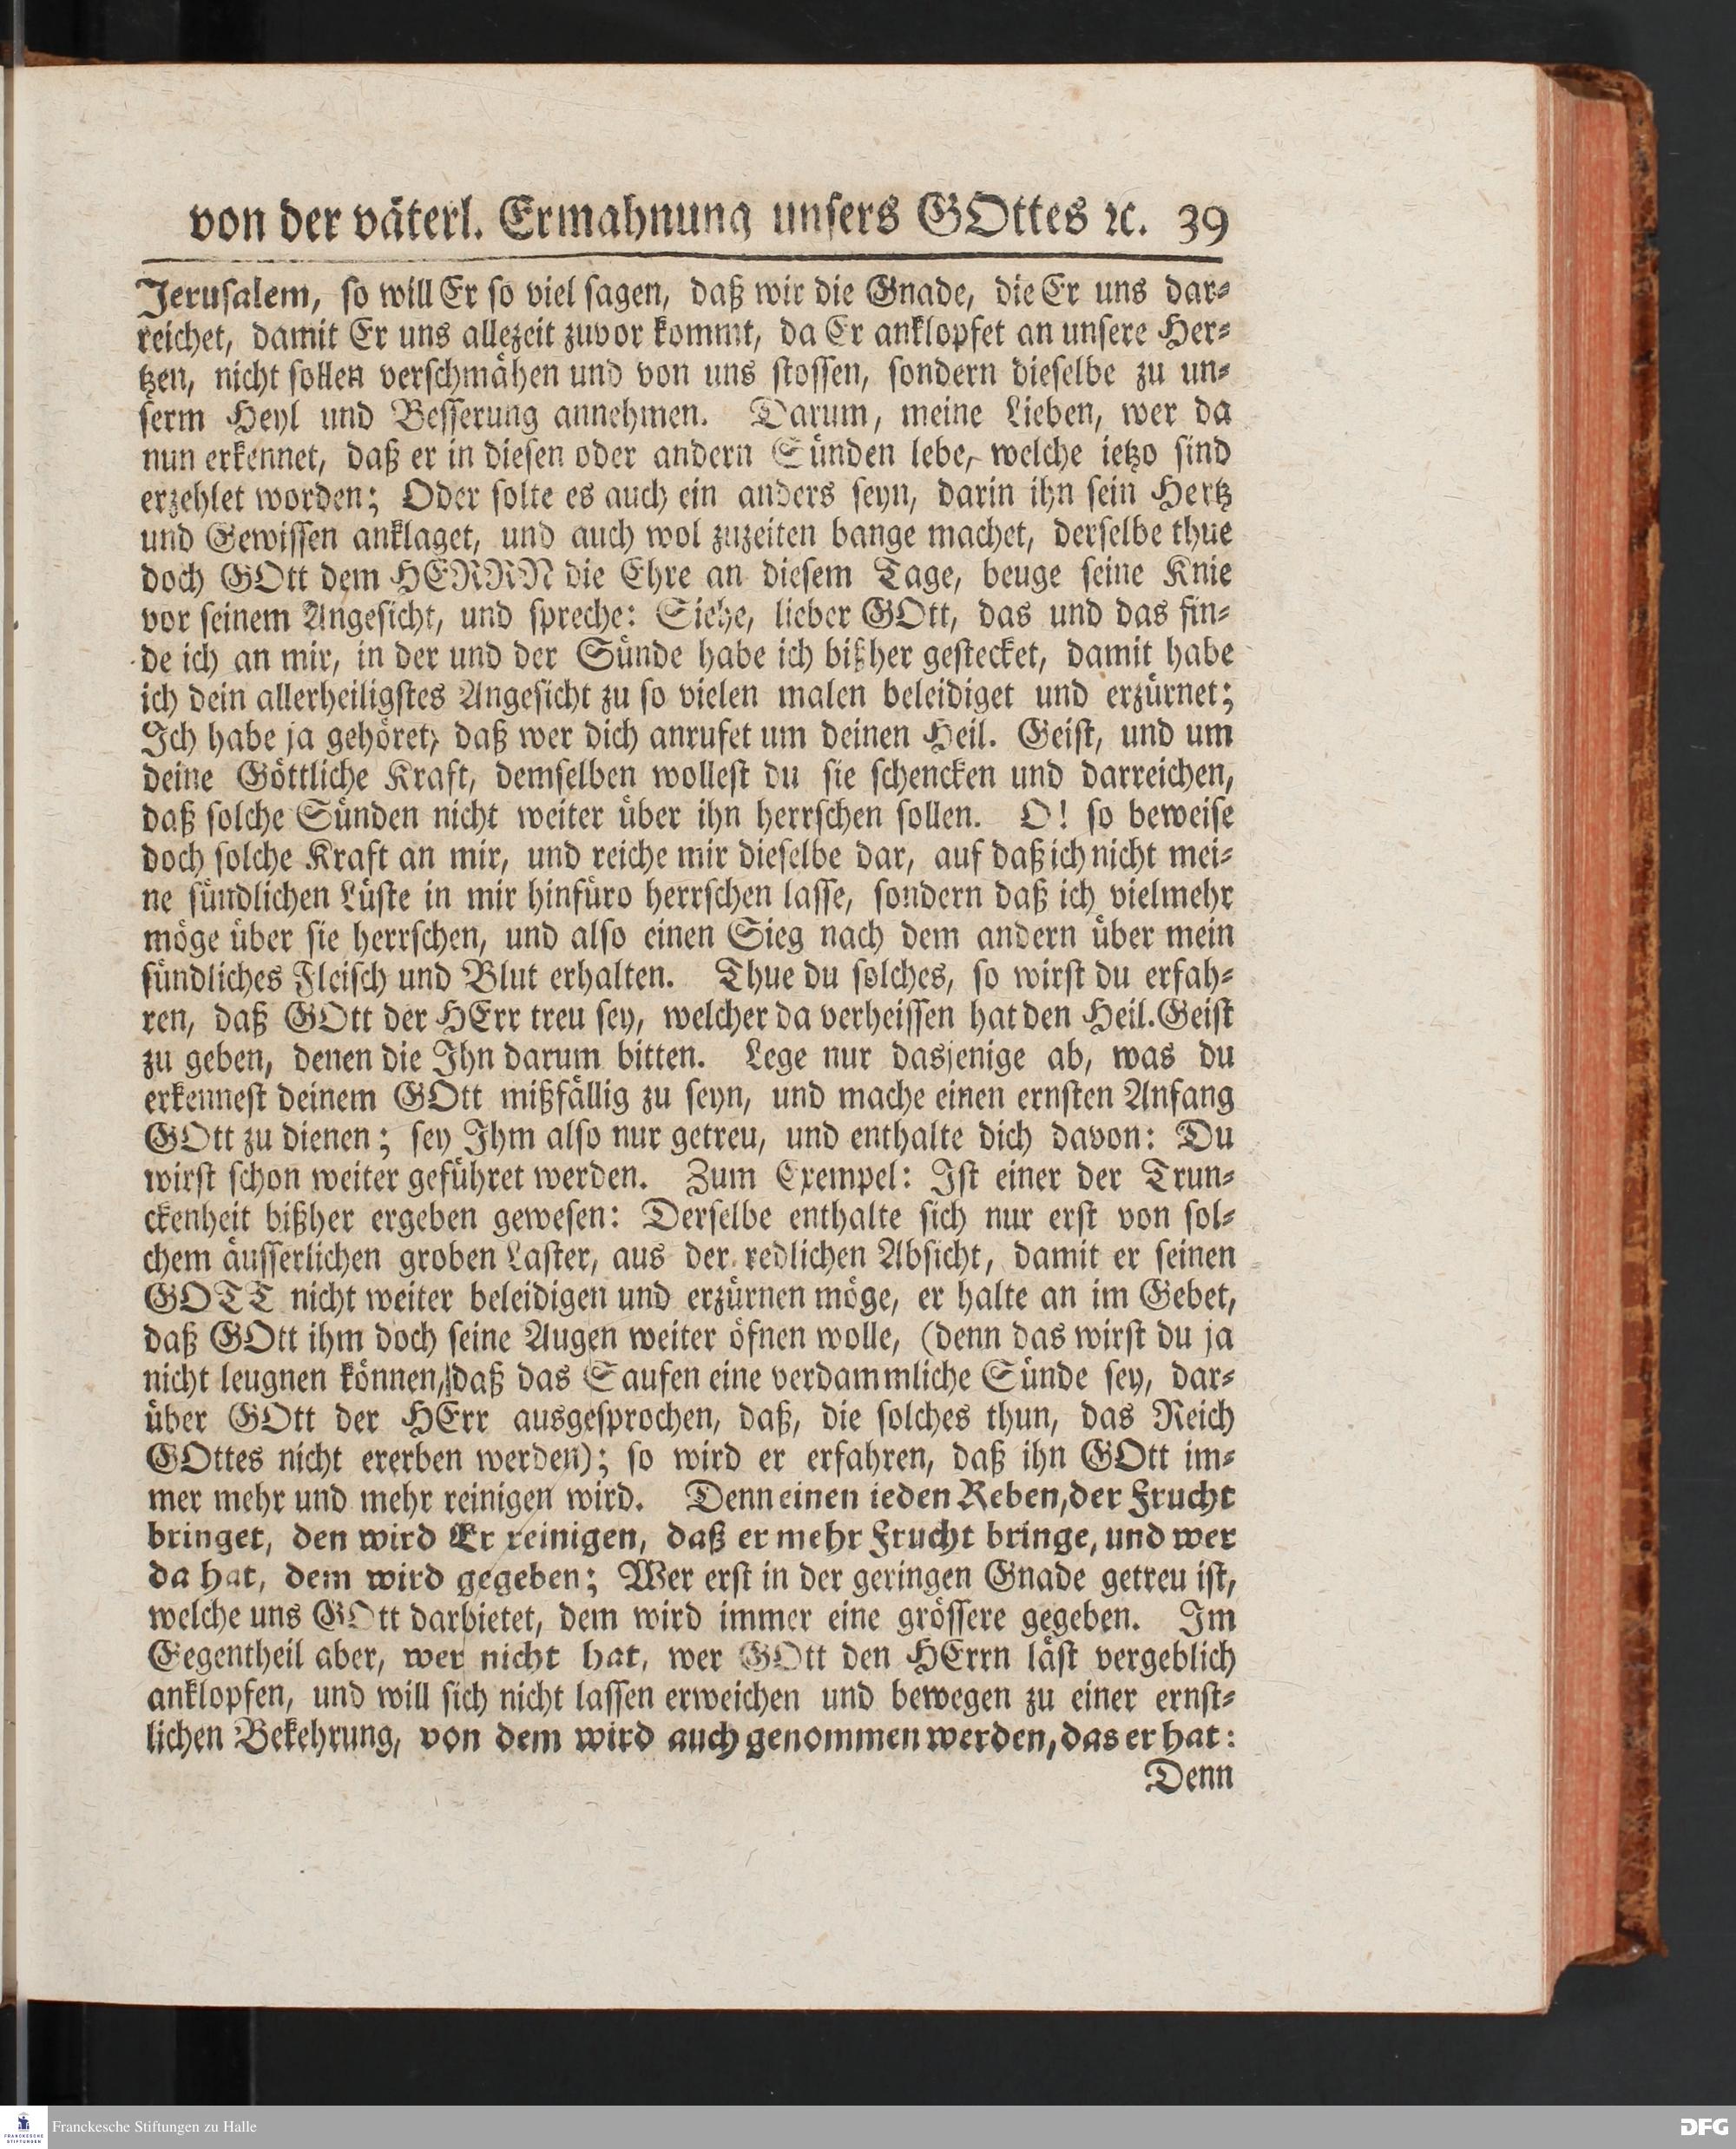 von der väterl. Ermahnung unsers GOttes ꝛc. 39
Jerusalem, so will Er so viel sagen, daß wir die Gnade, die Er uns dar⸗
reichet, damit Er uns allezeit zuvor kommt, da Er anklopfet an unsere Her⸗
tzen, nicht sollen verschmähen und von uns stossen, sondern dieselbe zu un⸗
serm Heyl und Besserung annehmen. Darum, meine Lieben, wer da
nun erkennet, daß er in diesen oder andern Sünden lebe, welche ietzo sind
erzehlet worden; Oder solte es auch ein anders seyn, darin ihn sein Hertz
und Gewissen anklaget, und auch wol zuzeiten bange machet, derselbe thue
doch GOtt dem HERRN die Ehre an diesem Tage, beuge seine Knie
vor seinem Angesicht, und spreche: Siehe, lieber GOtt, das und das fin⸗
de ich an mir, in der und der Sünde habe ich bißher gestecket, damit habe
ich dein allerheiligstes Angesicht zu so vielen malen beleidiget und erzürnet;
Ich habe ja gehöret, daß wer dich anrufet um deinen Heil. Geist, und um
deine Göttliche Kraft, demselben wollest du sie schencken und darreichen,
daß solche Sünden nicht weiter über ihn herrschen sollen. O! so beweise
doch solche Kraft an mir, und reiche mir dieselbe dar, auf daß ich nicht mei⸗
ne sündlichen Lüste in mir hinfüro herrschen lasse, sondern daß ich vielmehr
möge über sie herrschen, und also einen Sieg nach dem andern über mein
sündliches Fleisch und Blut erhalten. Thue du solches, so wirst du erfah⸗
ren, daß GOtt der HErr treu sey, welcher da verheissen hat den Heil. Geist
zu geben, denen die Ihn darum bitten. Lege nur dasjenige ab, was du
erkennest deinem GOtt mißfällig zu seyn, und mache einen ernsten Anfang
GOtt zu dienen; sey Ihm also nur getreu, und enthalte dich davon: Du
wirst schon weiter geführet werden. Zum Exempel: Ist einer der Trun⸗
ckenheit bißher ergeben gewesen: Derselbe enthalte sich nur erst von sol⸗
chem äusserlichen groben Laster, aus der redlichen Absicht, damit er seinen
GOTT nicht weiter beleidigen und erzürnen möge, er halte an im Gebet,
daß GOtt ihm doch seine Augen weiter öfnen wolle, (denn das wirst du ja
nicht leugnen können, daß das Saufen eine verdammliche Sünde sey, dar⸗
über GOtt der HErr ausgesprochen, daß, die solches thun, das Reich
GOttes nicht ererben werden); so wird er erfahren, daß ihn GOtt im⸗
mer mehr und mehr reinigen wird. Denn einen ieden Reben, der Frucht
bringet, den wird Er reinigen, daß er mehr Frucht bringe, und wer
da hat, dem wird gegeben; Wer erst in der geringen Gnade getreu ist,
welche uns GOtt darbietet, dem wird immer eine grössere gegeben. Im
Gegentheil aber, wer nicht hat, wer GOtt den HErrn läst vergeblich
anklopfen, und will sich nicht lassen erweichen und bewegen zu einer ernst⸗
lichen Bekehrung, von dem wird auch genommen werden, das er hat:
Denn
FRANCKESCHE STIFTUNGEN
Franckesche Stiftungen zu Halle
DFG